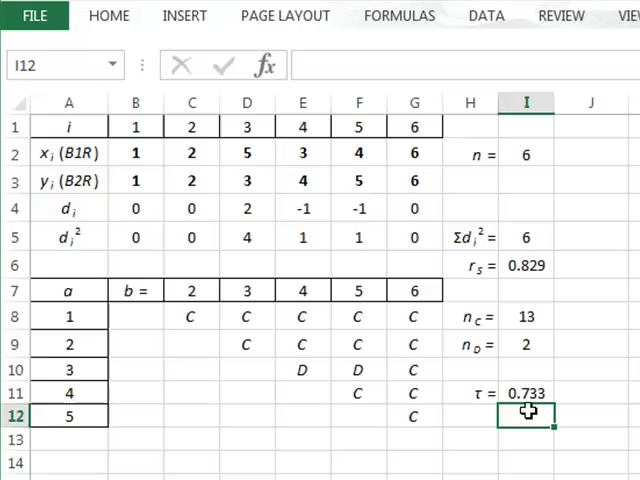 FILE HOME INSERT PAGE LAYOUT FORMULAS DATA REVIEW VIE
I12 fx
A B C D E F G H I J
1 i 1 2 3 4 5 6
2 xi (B1R) 1 2 5 3 4 6 n = 6
3 yi (B2R) 1 2 3 4 5 6
4 di 0 0 2 -1 -1 0
5 di² 0 0 4 1 1 0 Σdi² = 6
6 rs = 0.829
7 a b = 2 3 4 5 6
8 1 C C C C C nC = 13
9 2 C C C C nD = 2
10 3 D D C
11 4 C C τ = 0.733
12 5 C
13
14